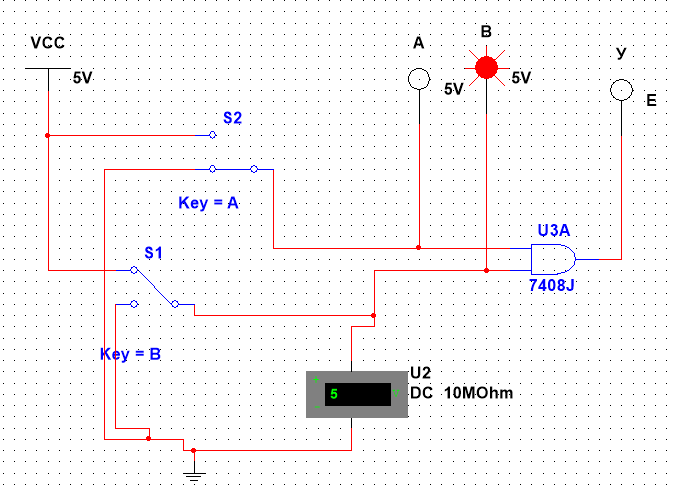 VCC
5V
A
B
5V
5V
У
E
S2
Key = A
U3A
7408J
S1
Key = B
U2
DC 10MOhm
+
5
V
-